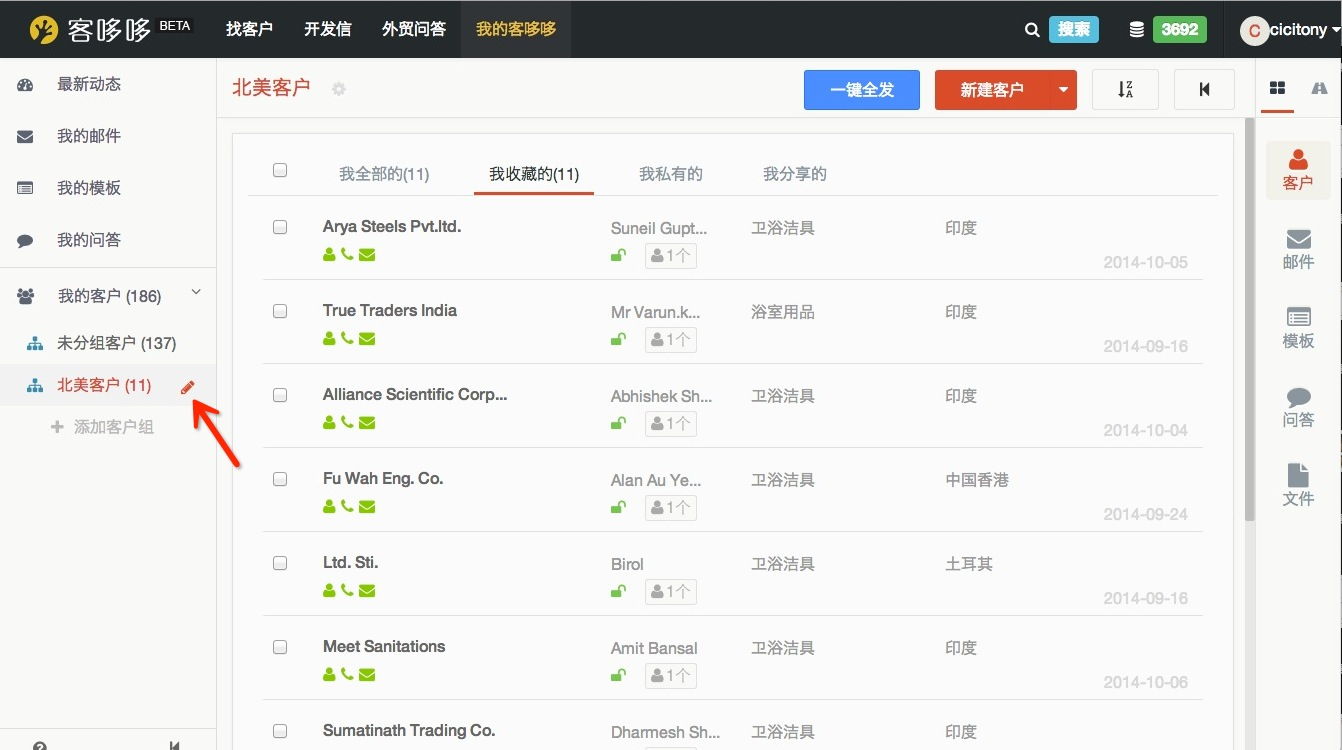 客哆哆 BETA 找客户 开发信 外贸问答 我的客哆哆 搜索 3692 C cicitony
最新动态
我的邮件
我的模板
我的问答
我的客户 (186)
未分组客户 (137)
北美客户 (11)
添加客户组
北美客户 一键全发 新建客户
我全部的(11) 我收藏的(11) 我私有的 我分享的
Arya Steels Pvt.ltd. Suneil Gupt... 卫浴洁具 印度
1个 2014-10-05
True Traders India Mr Varun.k... 浴室用品 印度
1个 2014-09-16
Alliance Scientific Corp... Abhishek Sh... 卫浴洁具 印度
1个 2014-10-04
Fu Wah Eng. Co. Alan Au Ye... 卫浴洁具 中国香港
1个 2014-09-24
Ltd. Sti. Birol 卫浴洁具 土耳其
1个 2014-09-16
Meet Sanitations Amit Bansal 卫浴洁具 印度
1个 2014-10-06
Sumatinath Trading Co. Dharmesh Sh... 卫浴洁具 印度
客户
邮件
模板
问答
文件